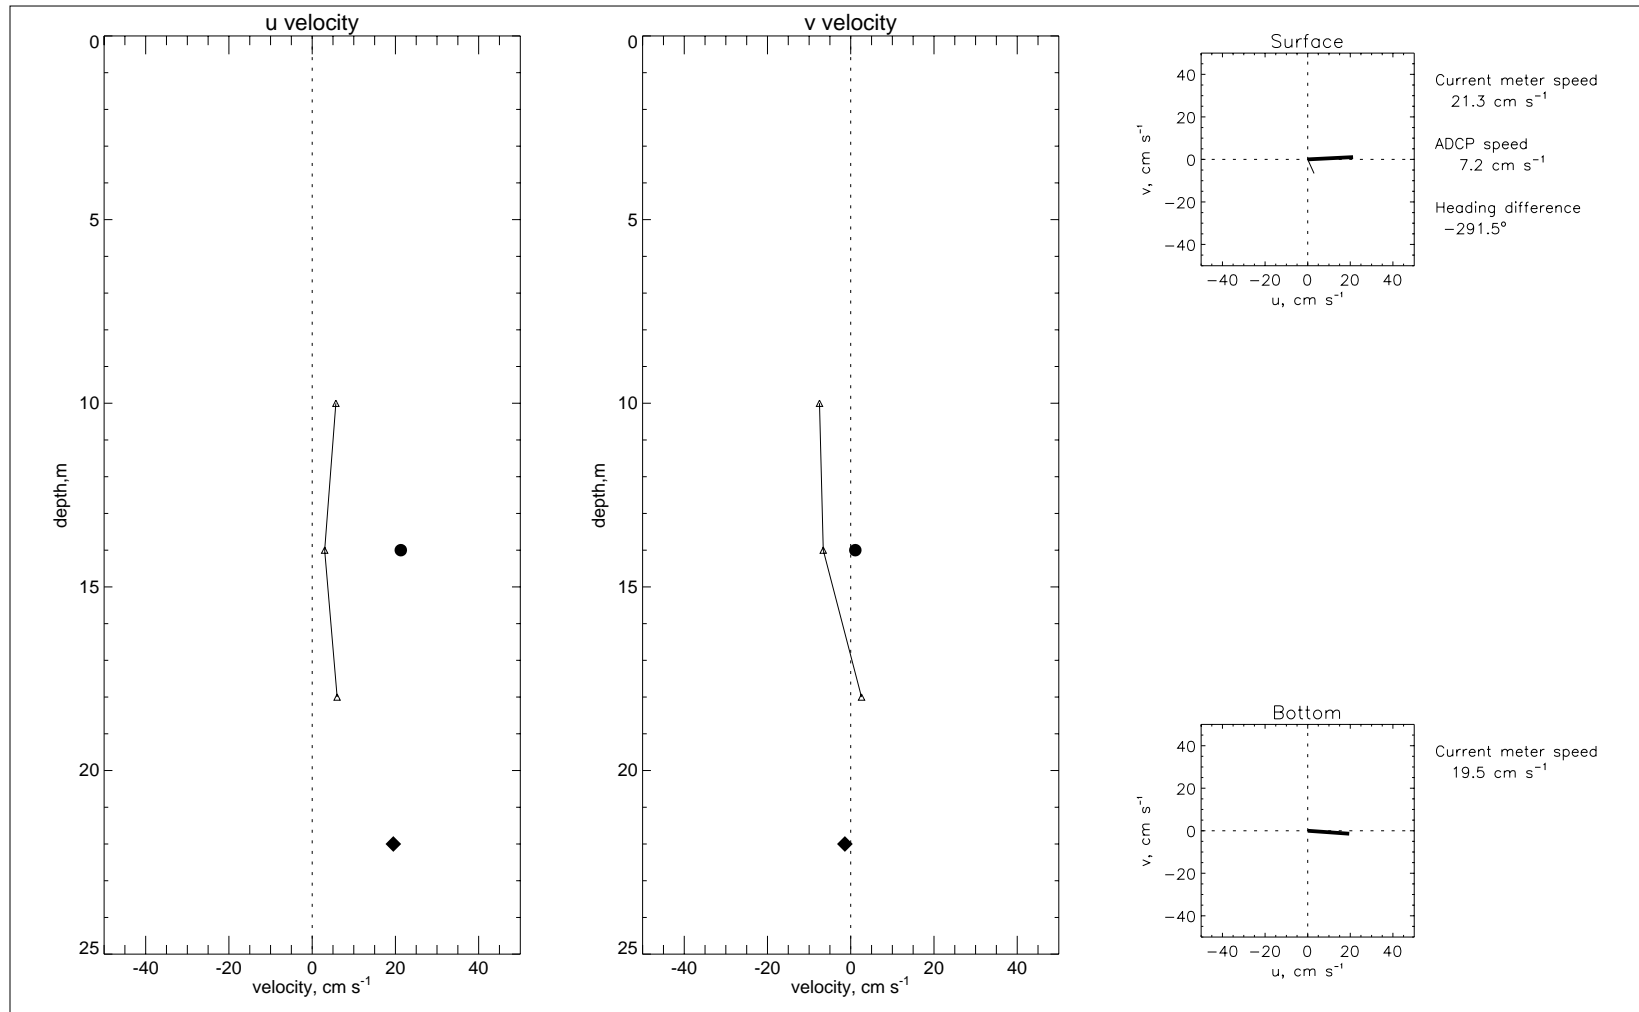 u velocity
0
5
10
15
20
25
depth,m
-40 -20 0 20 40
velocity, cm s⁻¹
v velocity
0
5
10
15
20
25
depth,m
-40 -20 0 20 40
velocity, cm s⁻¹
Surface
40
20
0
−20
−40
v, cm s⁻¹
−40 −20 0 20 40
u, cm s⁻¹
Current meter speed
21.3 cm s⁻¹
ADCP speed
7.2 cm s⁻¹
Heading difference
−291.5°
Bottom
40
20
0
−20
−40
v, cm s⁻¹
−40 −20 0 20 40
u, cm s⁻¹
Current meter speed
19.5 cm s⁻¹